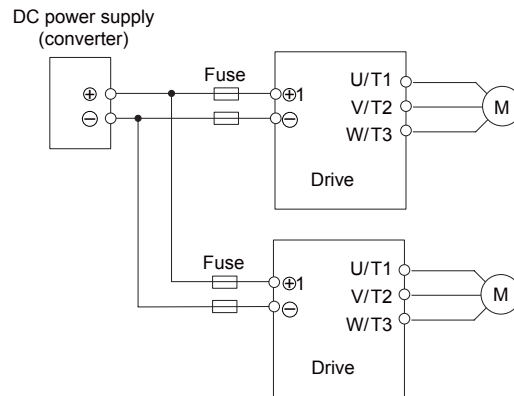 DC power supply
(converter)
⊕
⊖
Fuse
⊕1
⊖
U/T1
V/T2
W/T3
M
Drive
Fuse
⊕1
⊖
U/T1
V/T2
W/T3
M
Drive